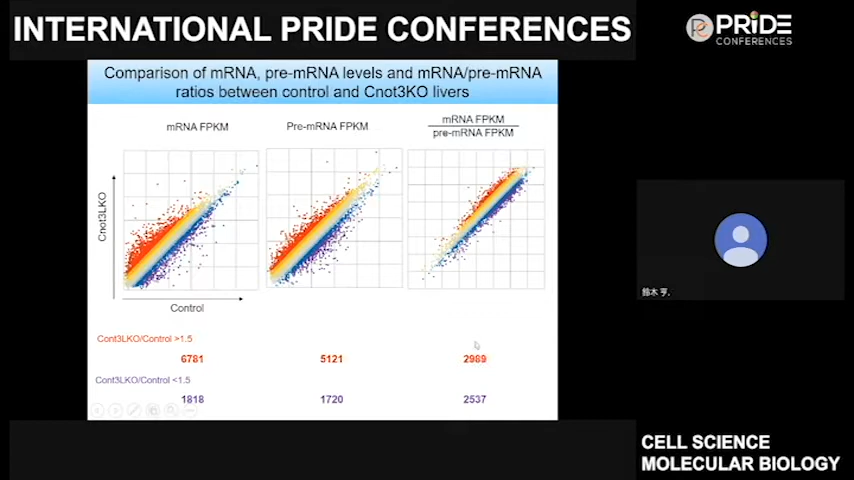 INTERNATIONAL PRIDE CONFERENCES
PRIDE
CONFERENCES
Comparison of mRNA, pre-mRNA levels and mRNA/pre-mRNA
ratios between control and Cnot3KO livers
mRNA FPKM
Pre-mRNA FPKM
mRNA FPKM
pre-mRNA FPKM
Cnot3LKO
Control
Cont3LKO/Control >1.5
6781
5121
2989
Cont3LKO/Control <1.5
1818
1720
2537
鈴木 亨.
CELL SCIENCE
MOLECULAR BIOLOGY